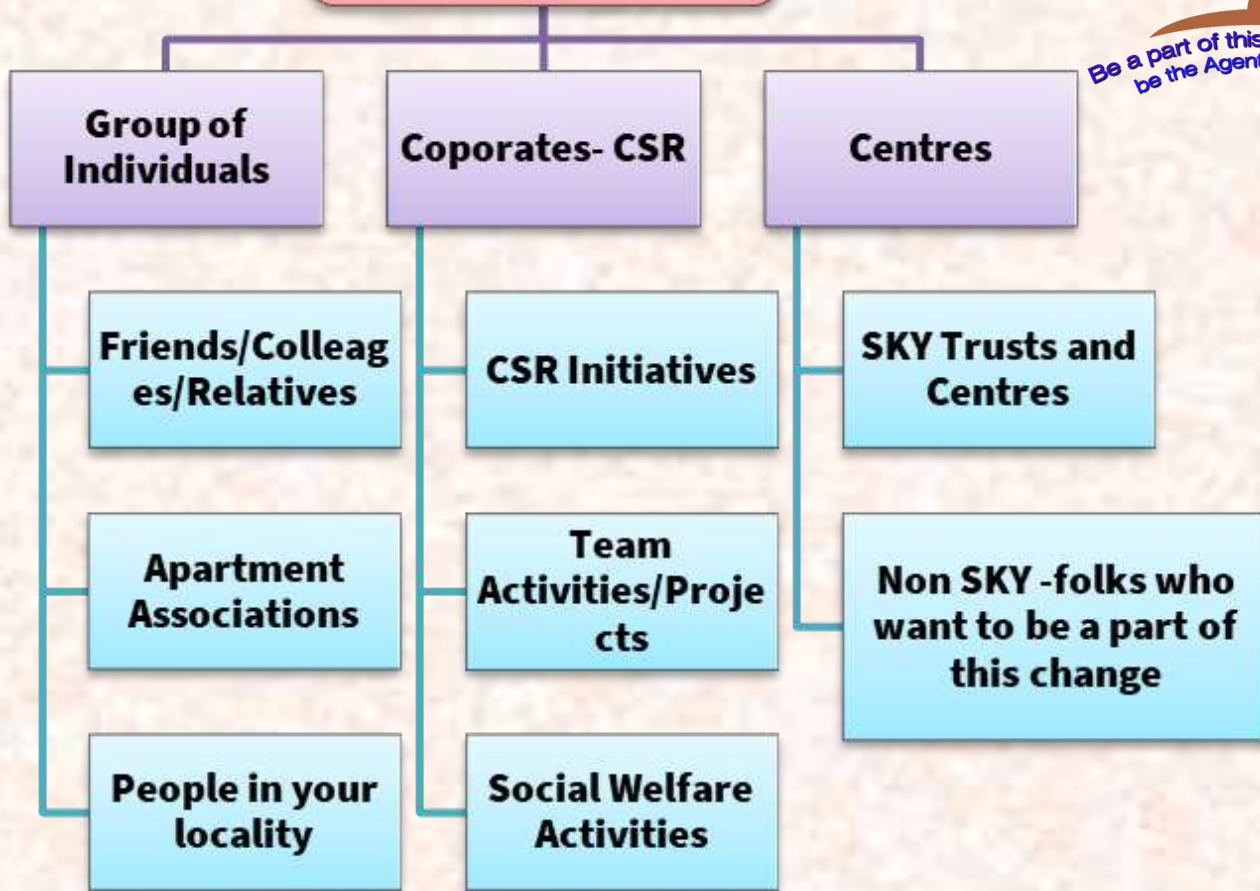 Be a part of this
be the Agent
Group of
Individuals
Coporates- CSR
Centres
Friends/Colleag
es/Relatives
CSR Initiatives
SKY Trusts and
Centres
Apartment
Associations
Team
Activities/Proje
cts
Non SKY -folks who
want to be a part of
this change
People in your
locality
Social Welfare
Activities